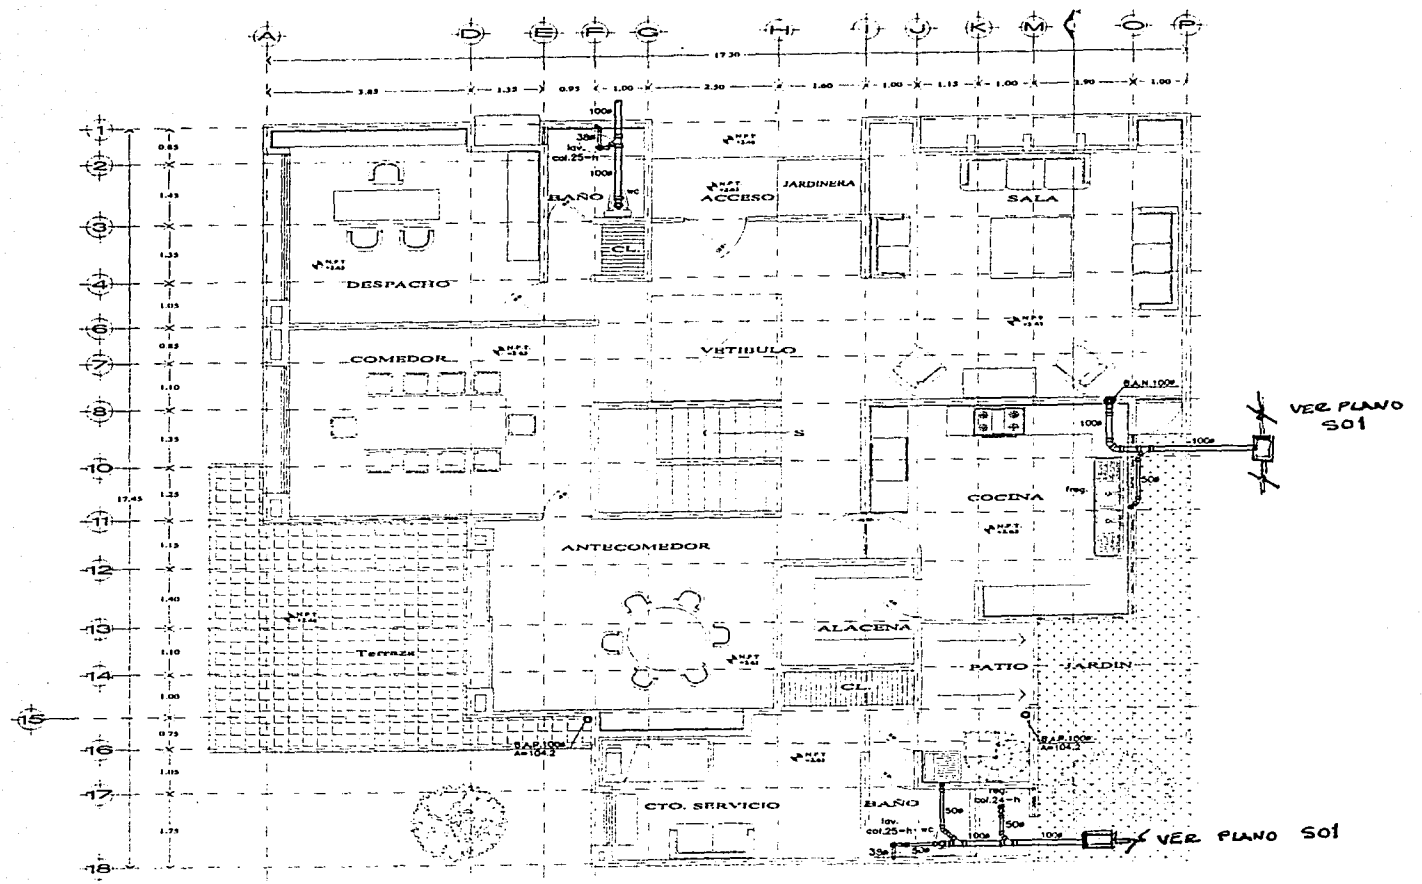 A D E F G H I J K M O P
17.30
3.85 1.35 0.95 1.00 2.50 1.60 1.00 1.15 1.00 1.90 1.00
1
0.85
2
1.45
3
1.35
4
1.05
6
0.85
7
1.10
8
1.35
10
17.45
1.25
11
1.15
12
1.40
13
1.10
14
1.00
15
0.75
16
1.05
17
1.75
18
100ø
38ø
lav.
col.25-h
100ø
WC
BAÑO
ACCESO
JARDINERA
SALA
CL.
DESPACHO
COMEDOR
VETIBULO
S
B.A.N.100ø
100ø
100ø
VER PLANO
S01
50ø
freg.
COCINA
ANTECOMEDOR
ALACENA
Terraza
PATIO
JARDIN
CL.
B.A.P.100ø
A=104.2
B.A.P.100ø
A=104.2
CTO. SERVICIO
BAÑO
reg.
col.24-h
50ø
50ø
lav.
col.25-h
WC
100ø
100ø
38ø
50ø
VER PLANO S01